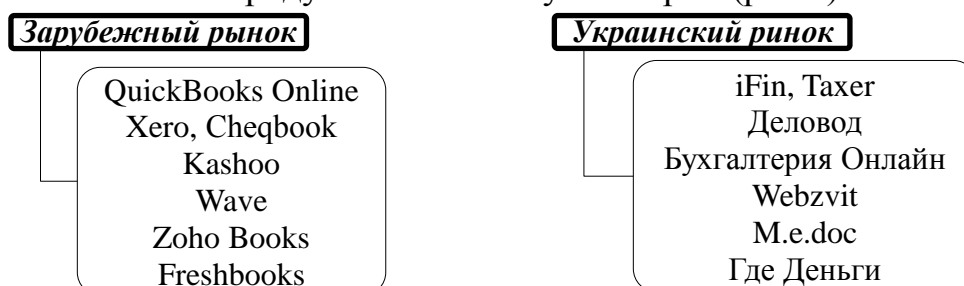 Зарубежный рынок
QuickBooks Online
Xero, Cheqbook
Kashoo
Wave
Zoho Books
Freshbooks
Украинский ринок
iFin, Taxer
Деловод
Бухгалтерия Онлайн
Webzvit
M.e.doc
Где Деньги